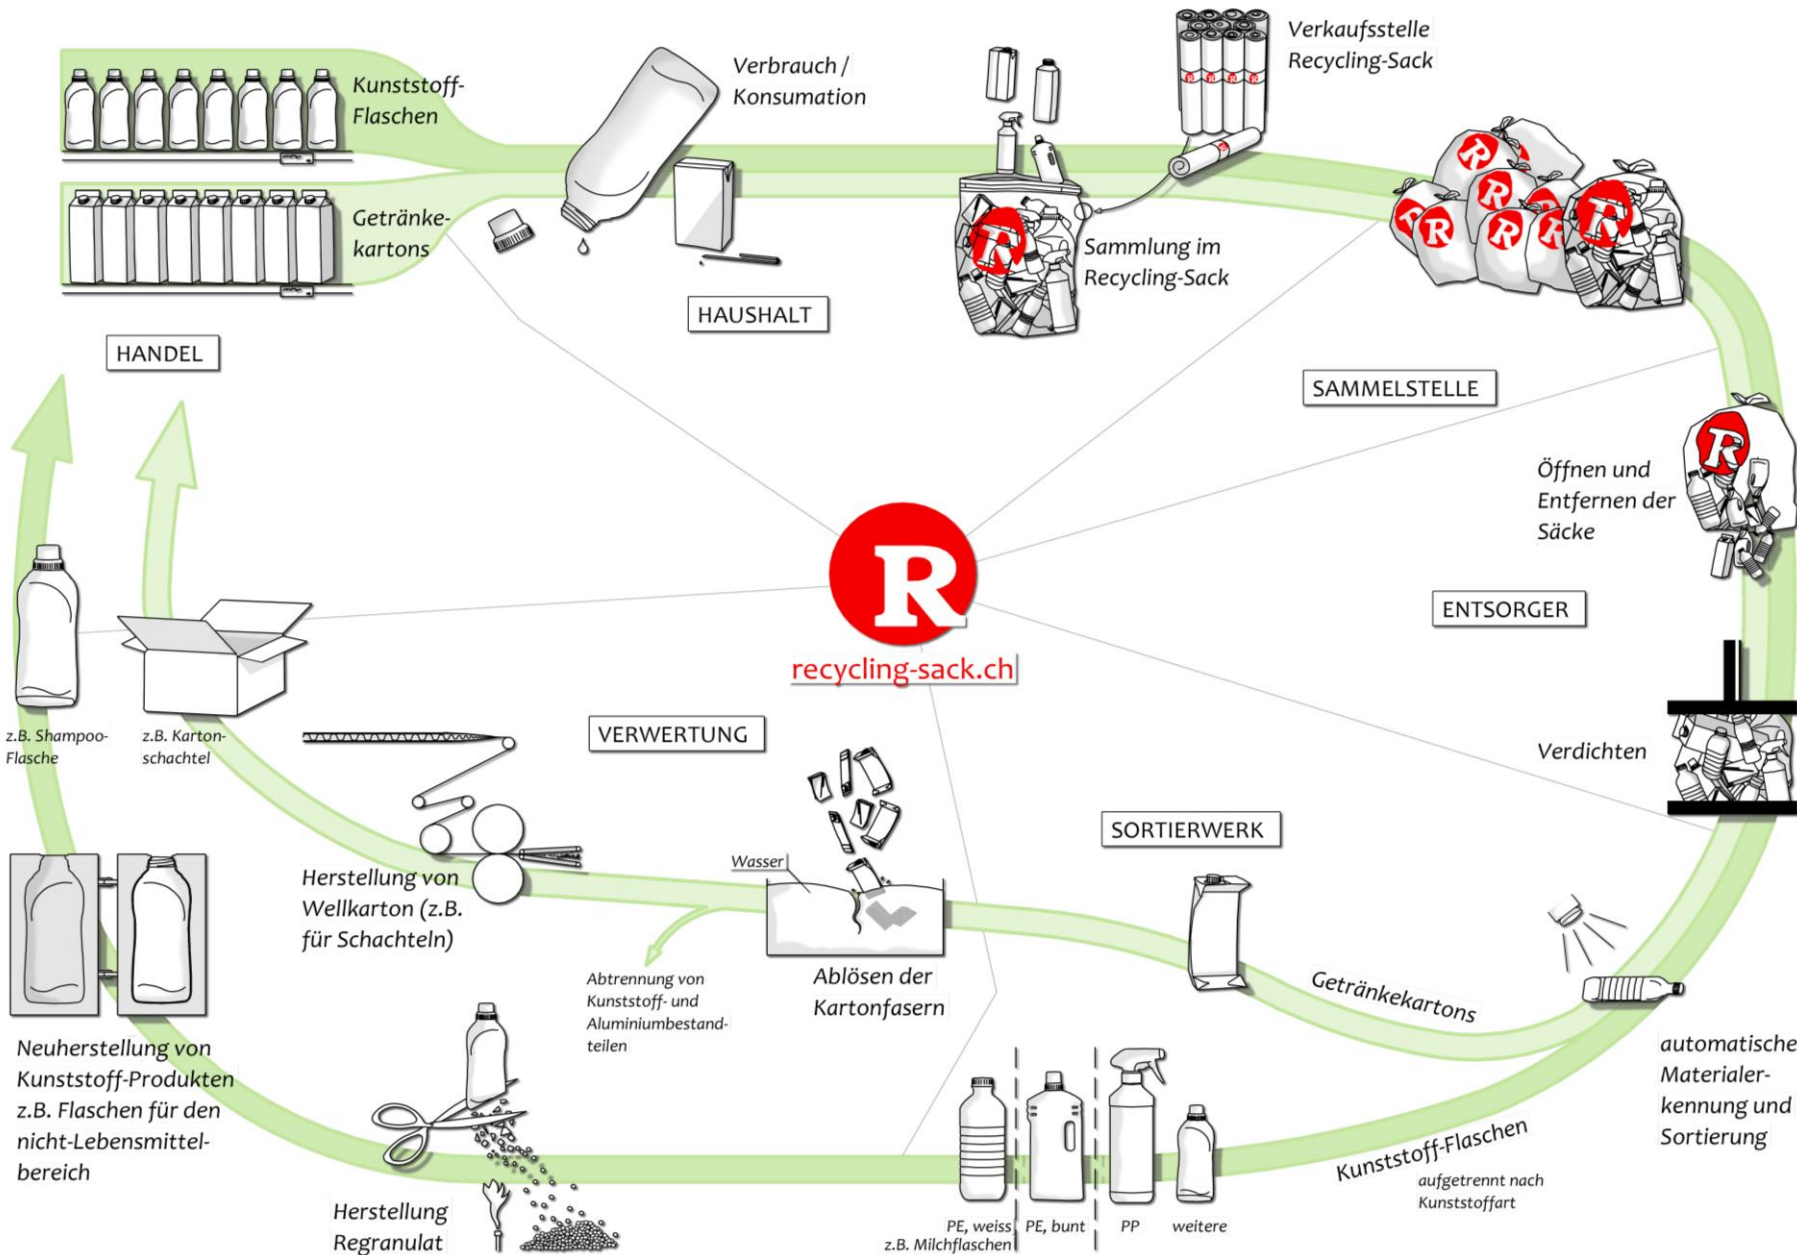 Kunststoff-
Flaschen
Getränke-
kartons
HANDEL
Verbrauch /
Konsumation
HAUSHALT
Verkaufsstelle
Recycling-Sack
R
R
R
R
R
Sammlung im
Recycling-Sack
R
R
R
R
R
R
R
R
SAMMELSTELLE
R
Öffnen und
Entfernen der
Säcke
ENTSORGER
Verdichten
R
recycling-sack.ch
SORTIERWERK
automatische
Materialer-
kennung und
Sortierung
Getränkekartons
Kunststoff-Flaschen
aufgetrennt nach
Kunststoffart
PE, weiss
z.B. Milchflaschen
PE, bunt
PP
weitere
VERWERTUNG
Wasser
Ablösen der
Kartonfasern
Abtrennung von
Kunststoff- und
Aluminiumbestand-
teilen
Herstellung von
Wellkarton (z.B.
für Schachteln)
z.B. Karton-
schachtel
Herstellung
Regranulat
Neuherstellung von
Kunststoff-Produkten
z.B. Flaschen für den
nicht-Lebensmittel-
bereich
z.B. Shampoo-
Flasche